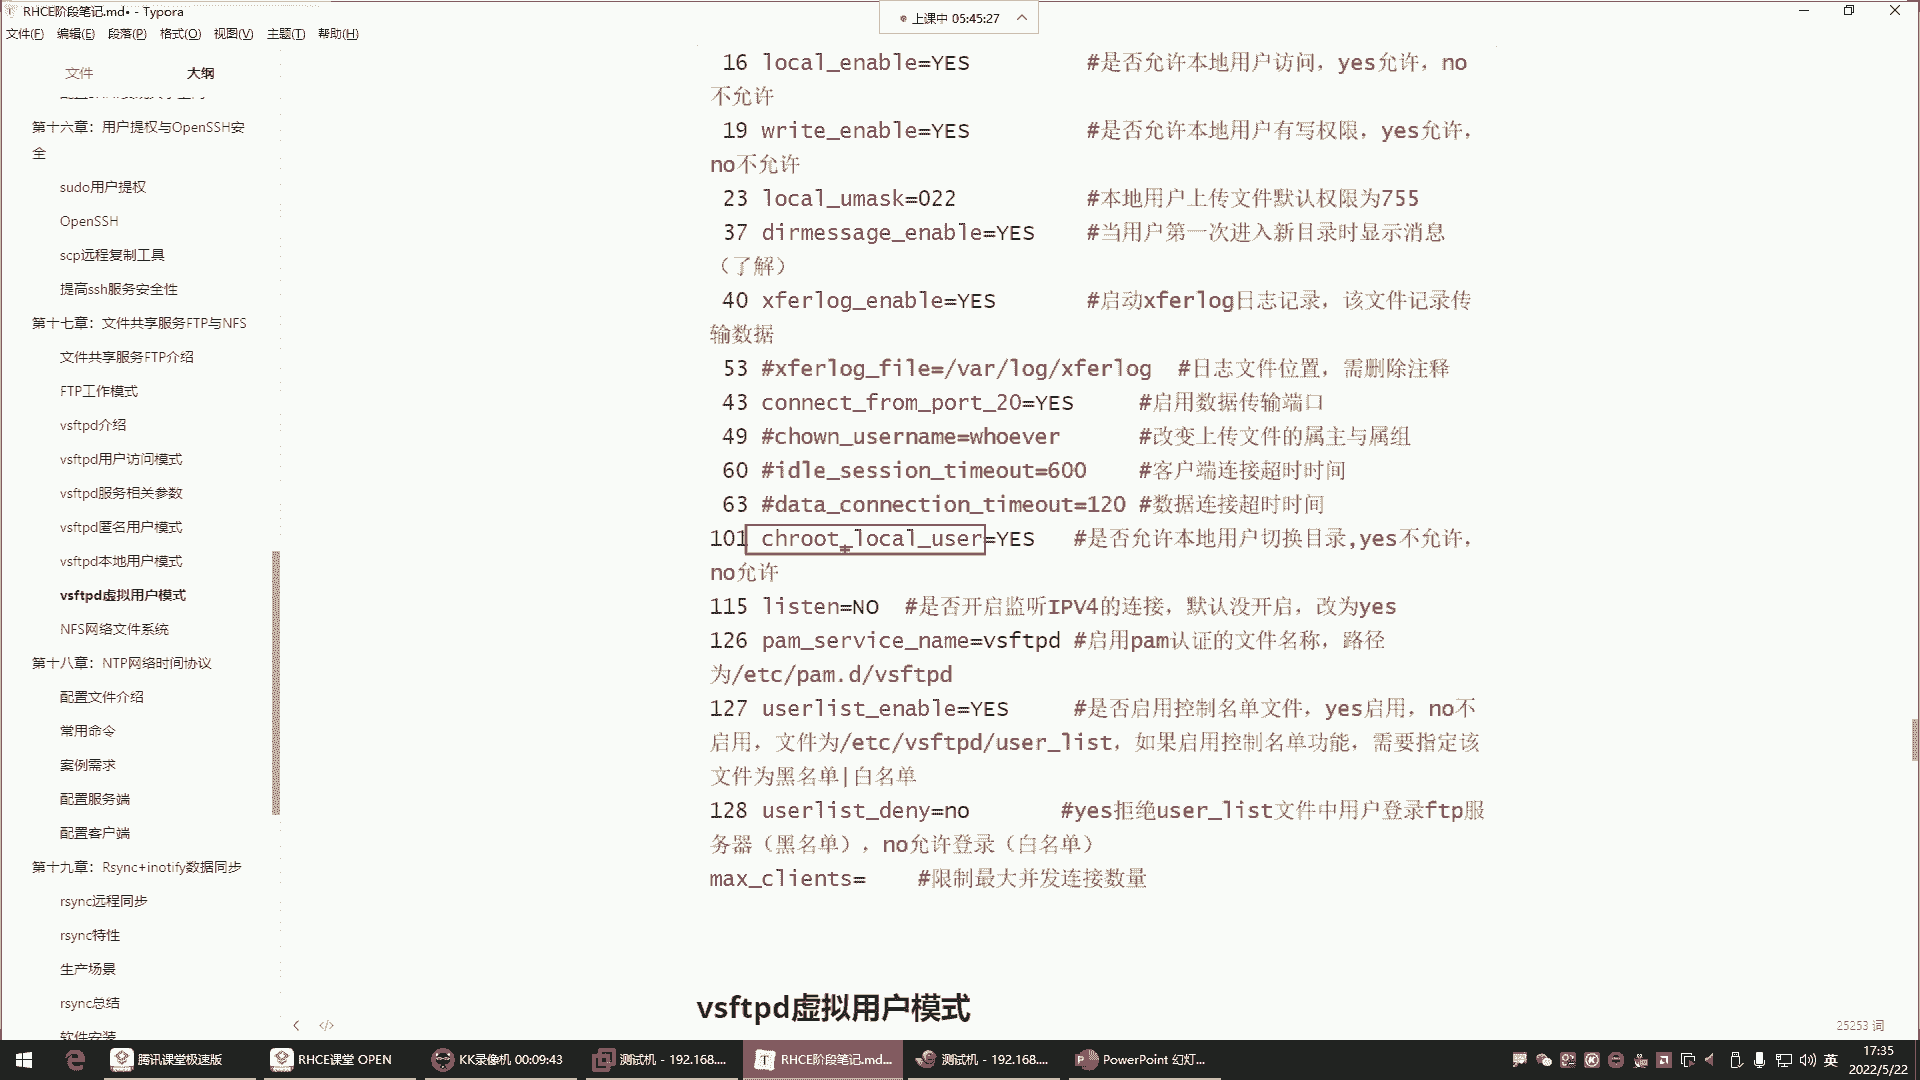 RHCE阶段笔记.md• - Typora
上课中 05:45:27
文件(F) 编辑(E) 段落(P) 格式(O) 视图(V) 主题(T) 帮助(H)
文件 大纲
第十六章：用户提权与OpenSSH安
全
sudo用户提权
OpenSSH
scp远程复制工具
提高ssh服务安全性
第十七章：文件共享服务FTP与NFS
文件共享服务FTP介绍
FTP工作模式
vsftpd介绍
vsftpd用户访问模式
vsftpd服务相关参数
vsftpd匿名用户模式
vsftpd本地用户模式
vsftpd虚拟用户模式
NFS网络文件系统
第十八章：NTP网络时间协议
配置文件介绍
常用命令
案例需求
配置服务端
配置客户端
第十九章：Rsync+inotify数据同步
rsync远程同步
rsync特性
生产场景
rsync总结
软件安装
16 local_enable=YES #是否允许本地用户访问，yes允许，no
不允许
19 write_enable=YES #是否允许本地用户有写权限，yes允许，
no不允许
23 local_umask=022 #本地用户上传文件默认权限为755
37 dirmessage_enable=YES #当用户第一次进入新目录时显示消息
（了解）
40 xferlog_enable=YES #启动xferlog日志记录，该文件记录传
输数据
53 #xferlog_file=/var/log/xferlog #日志文件位置，需删除注释
43 connect_from_port_20=YES #启用数据传输端口
49 #chown_username=whoever #改变上传文件的属主与属组
60 #idle_session_timeout=600 #客户端连接超时时间
63 #data_connection_timeout=120 #数据连接超时时间
101 chroot_local_user=YES #是否允许本地用户切换目录,yes不允许，
no允许
115 listen=NO #是否开启监听IPV4的连接，默认没开启，改为yes
126 pam_service_name=vsftpd #启用pam认证的文件名称，路径
为/etc/pam.d/vsftpd
127 userlist_enable=YES #是否启用控制名单文件，yes启用，no不
启用，文件为/etc/vsftpd/user_list，如果启用控制名单功能，需要指定该
文件为黑名单|白名单
128 userlist_deny=no #yes拒绝user_list文件中用户登录ftp服
务器（黑名单），no允许登录（白名单）
max_clients= #限制最大并发连接数量
vsftpd虚拟用户模式
25253 词
腾讯课堂极速版 RHCE课堂 OPEN KK录像机 00:09:43 测试机 - 192.168.... RHCE阶段笔记.md... 测试机 - 192.168.... PowerPoint 幻灯... 英
17:35
2022/5/22